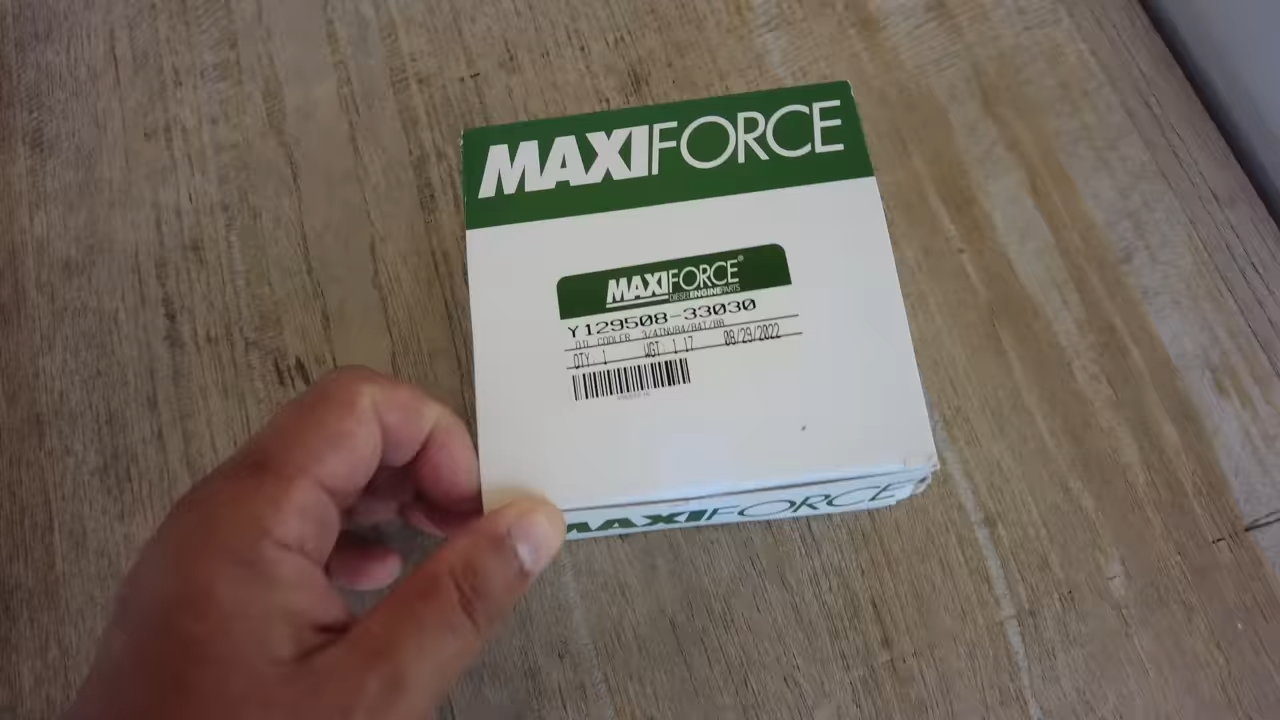 MAXIFORCE
MAXIFORCE®
DIESEL ENGINE PARTS
Y129508-33030
OIL COOLER 3/4TNV84/84T/88
QTY: 1 WGT: 1.17 08/29/2022
MAXIFORCE